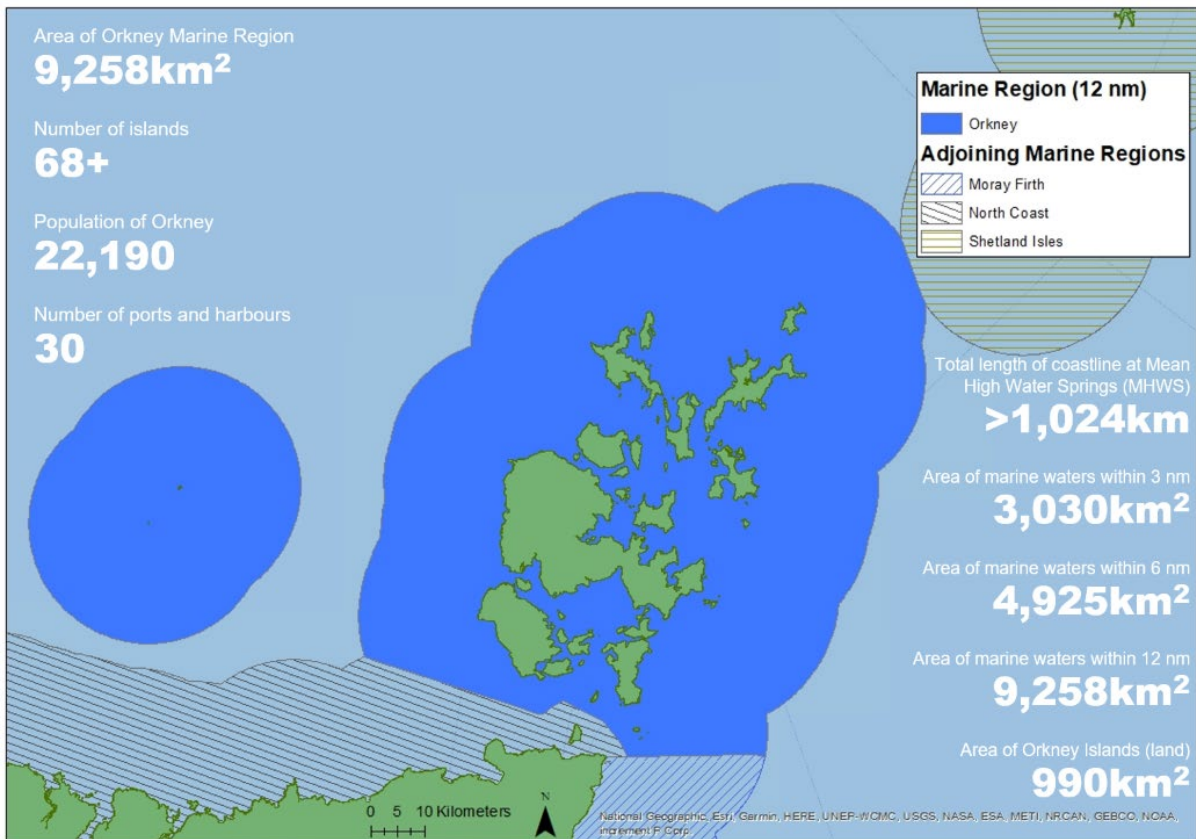 Area of Orkney Marine Region
9,258km²
Number of islands
68+
Population of Orkney
22,190
Number of ports and harbours
30
Marine Region (12 nm)
Orkney
Adjoining Marine Regions
Moray Firth
North Coast
Shetland Isles
Total length of coastline at Mean
High Water Springs (MHWS)
>1,024km
Area of marine waters within 3 nm
3,030km²
Area of marine waters within 6 nm
4,925km²
Area of marine waters within 12 nm
9,258km²
Area of Orkney Islands (land)
990km²
0 5 10 Kilometers
N
National Geographic, Esri, Garmin, HERE, UNEP-WCMC, USGS, NASA, ESA, METI, NRCAN, GEBCO, NOAA,
increment P Corp.